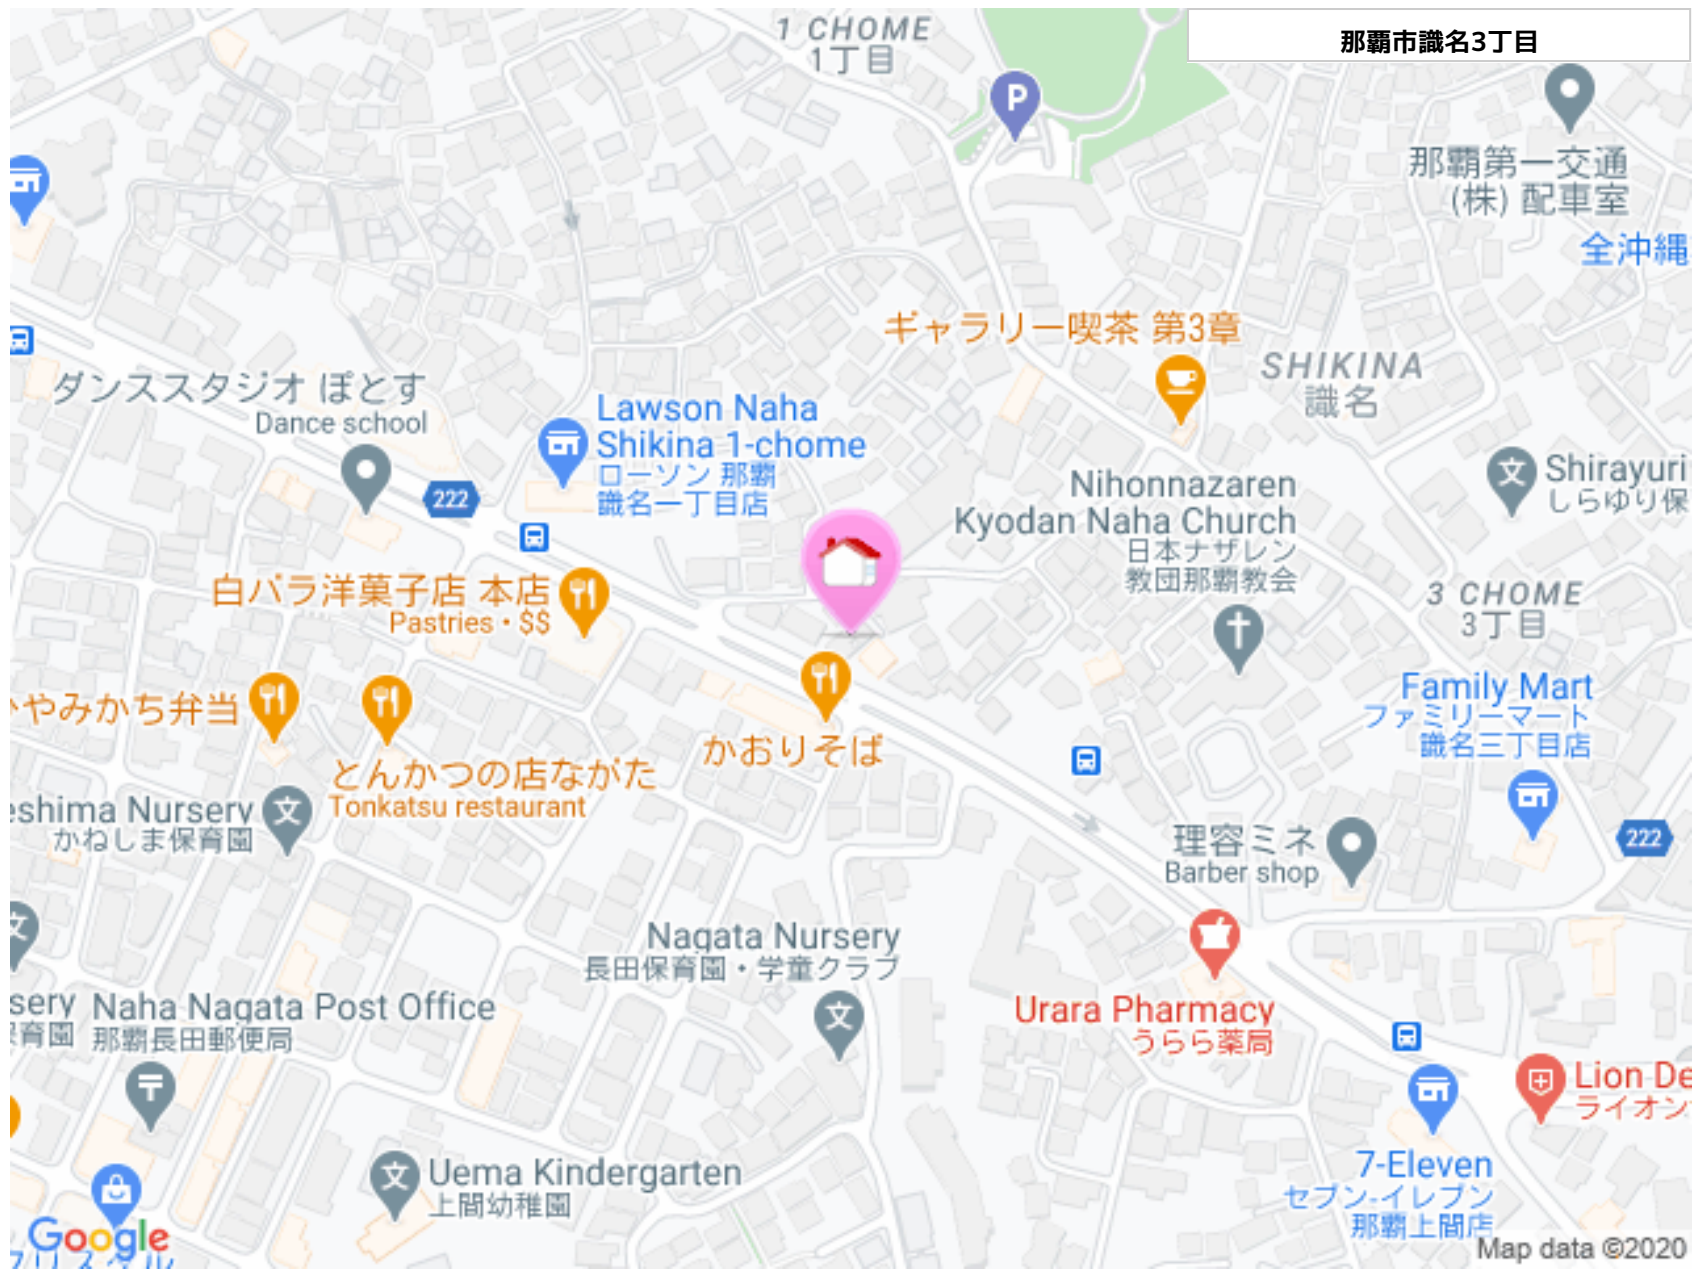 1 CHOME
1丁目
那覇市識名3丁目
P
那覇第一交通
(株) 配車室
全沖縄
ギャラリー喫茶 第3章
SHIKINA
識名
ダンススタジオ ぽとす
Dance school
Lawson Naha
Shikina 1-chome
ローソン 那覇
識名一丁目店
222
Nihonnazaren
Kyodan Naha Church
日本ナザレン
教団那覇教会
文
Shirayuri
しらゆり保
白バラ洋菓子店 本店
Pastries • $$
3 CHOME
3丁目
Family Mart
ファミリーマート
識名三丁目店
やみかち弁当
かおりそば
とんかつの店ながた
Tonkatsu restaurant
eshima Nursery
かねしま保育園
文
理容ミネ
Barber shop
222
文
Nagata Nursery
長田保育園・学童クラブ
文
sery
育園
Naha Nagata Post Office
那覇長田郵便局
Urara Pharmacy
うらら薬局
Lion De
ライオン
文
Uema Kindergarten
上間幼稚園
7-Eleven
セブン-イレブン
那覇上間店
Google
Map data ©2020